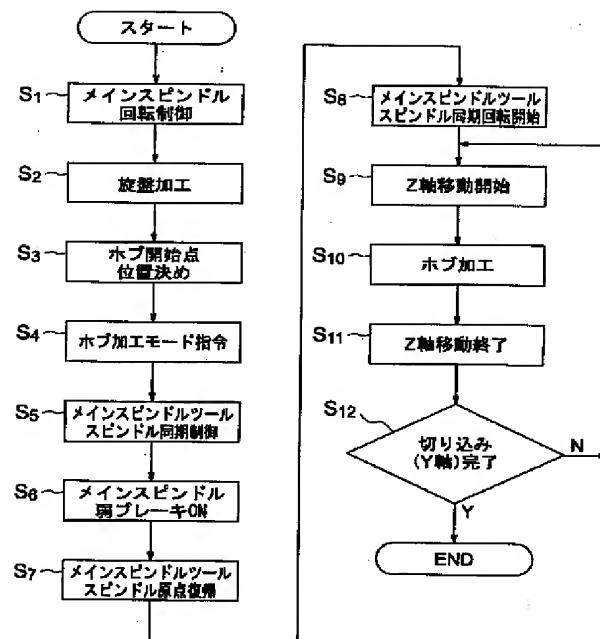 スタート
S1
メインスピンドル
回転制御
S2
旋盤加工
S3
ホブ開始点
位置決め
S4
ホブ加工モード指令
S5
メインスピンドルツール
スピンドル同期制御
S6
メインスピンドル
弱ブレーキON
S7
メインスピンドルツール
スピンドル原点復帰
S8
メインスピンドルツール
スピンドル同期回転開始
S9
Z軸移動開始
S10
ホブ加工
S11
Z軸移動終了
S12
切り込み
(Y軸)完了
N
Y
END